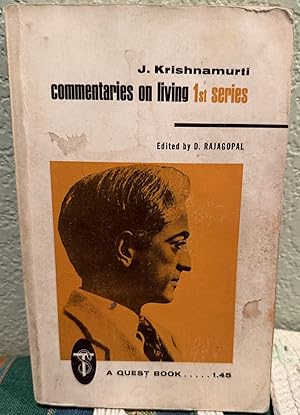 J. Krishnamurti
commentaries on living 1st series
Edited by D. RAJAGOPAL
A QUEST BOOK.....1.45